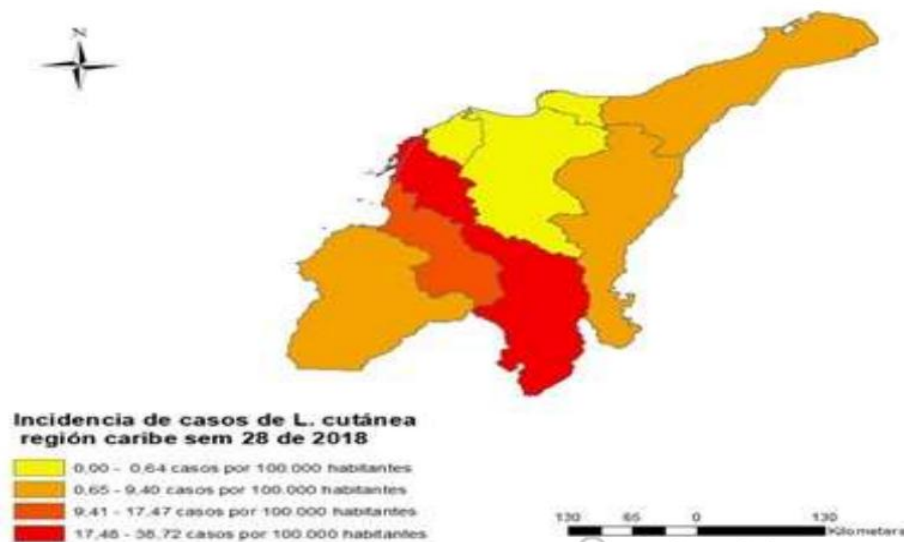 N
Incidencia de casos de L. cutánea
región caribe sem 28 de 2018
0,00 - 0,64 casos por 100.000 habitantes
0,65 - 9,40 casos por 100.000 habitantes
9,41 - 17,47 casos por 100.000 habitantes
17,48 - 38,72 casos por 100.000 habitantes
130 65 0 130
Kilometers